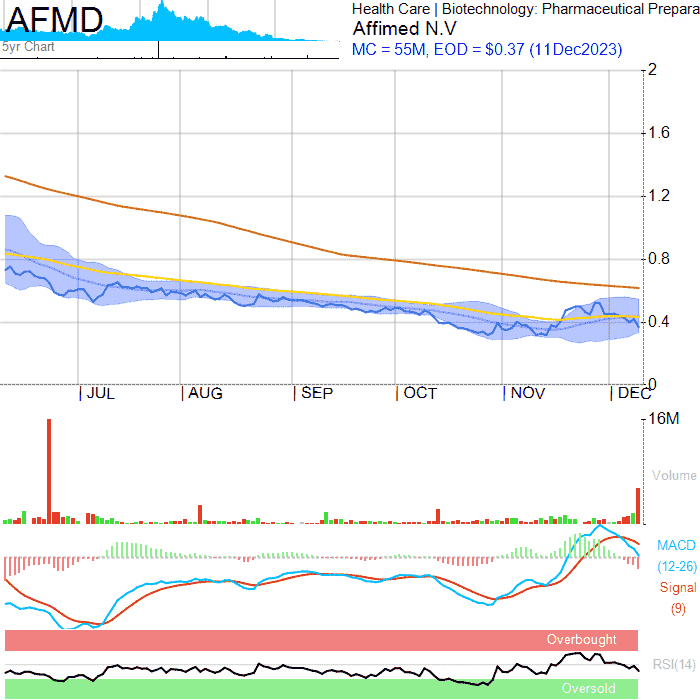 AFMD
5yr Chart
Health Care | Biotechnology: Pharmaceutical Prepara
Affimed N.V
MC = 55M, EOD = $0.37 (11Dec2023)
2
1.6
1.2
0.8
0.4
0
| JUL | AUG | SEP | OCT | NOV | DEC
16M
Volume
MACD
(12-26)
Signal
(9)
Overbought
RSI(14)
Oversold